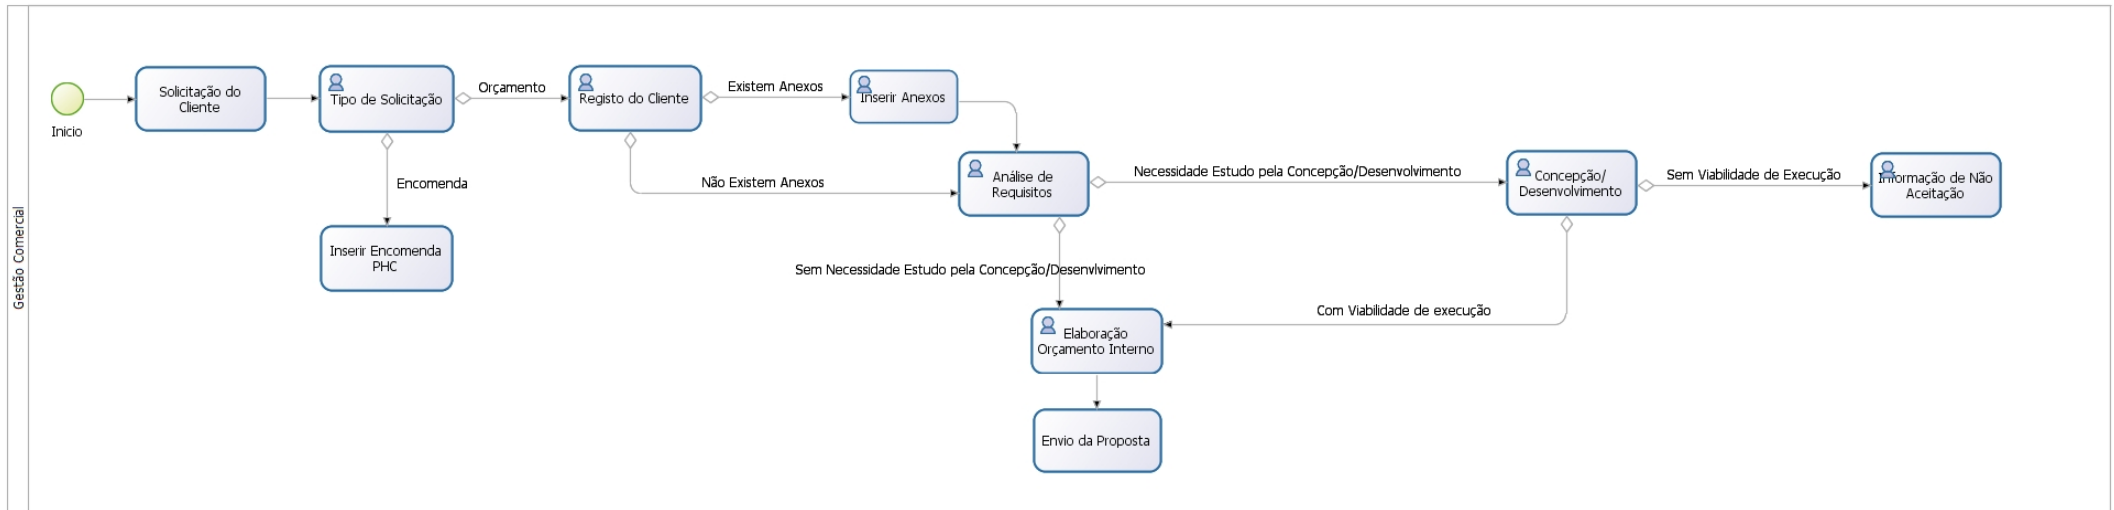 Gestão Comercial
Inicio
Solicitação do
Cliente
Tipo de Solicitação
Orçamento
Encomenda
Inserir Encomenda
PHC
Registo do Cliente
Existem Anexos
Não Existem Anexos
Inserir Anexos
Análise de
Requisitos
Necessidade Estudo pela Concepção/Desenvolvimento
Sem Necessidade Estudo pela Concepção/Desenvlvimento
Concepção/
Desenvolvimento
Sem Viabilidade de Execução
Informação de Não
Aceitação
Com Viabilidade de execução
Elaboração
Orçamento Interno
Envio da Proposta